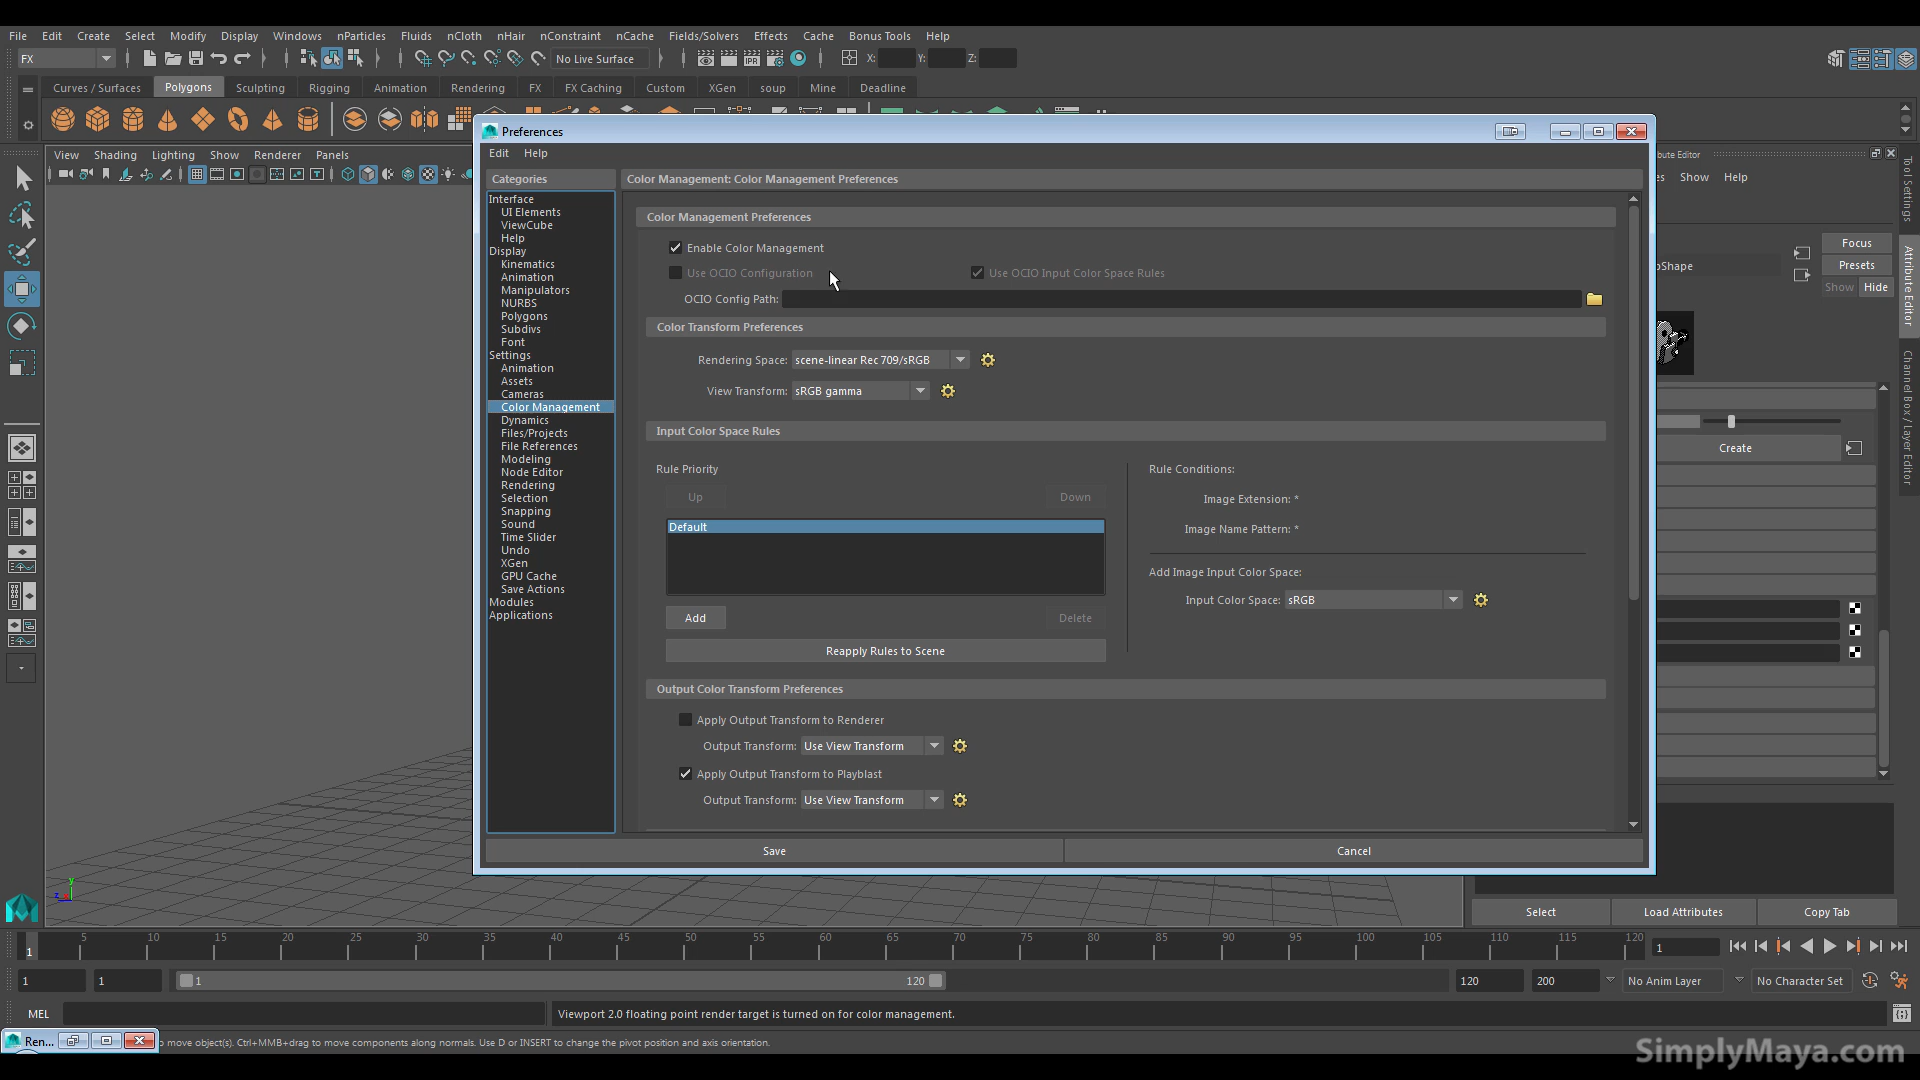 File Edit Create Select Modify Display Windows nParticles Fluids nCloth nHair nConstraint nCache Fields/Solvers Effects Cache Bonus Tools Help
FX No Live Surface X: Y: Z:
Curves / Surfaces Polygons Sculpting Rigging Animation Rendering FX FX Caching Custom XGen soup Mine Deadline
View Shading Lighting Show Renderer Panels
Preferences
Edit Help
Categories
Interface
UI Elements
ViewCube
Help
Display
Kinematics
Animation
Manipulators
NURBS
Polygons
Subdivs
Font
Settings
Animation
Assets
Cameras
Color Management
Dynamics
Files/Projects
File References
Modeling
Node Editor
Rendering
Selection
Snapping
Sound
Time Slider
Undo
XGen
GPU Cache
Save Actions
Modules
Applications
Color Management: Color Management Preferences
Color Management Preferences
Enable Color Management
Use OCIO Configuration Use OCIO Input Color Space Rules
OCIO Config Path:
Color Transform Preferences
Rendering Space: scene-linear Rec 709/sRGB
View Transform: sRGB gamma
Input Color Space Rules
Rule Priority
Up Down
Default
Add Delete
Reapply Rules to Scene
Rule Conditions:
Image Extension: *
Image Name Pattern: *
Add Image Input Color Space:
Input Color Space: sRGB
Output Color Transform Preferences
Apply Output Transform to Renderer
Output Transform: Use View Transform
Apply Output Transform to Playblast
Output Transform: Use View Transform
Save Cancel
bute Editor
es Show Help
Focus
pShape Presets
Show Hide
Create
Tool Settings
Attribute Editor
Channel Box / Layer Editor
Select Load Attributes Copy Tab
1 5 10 15 20 25 30 35 40 45 50 55 60 65 70 75 80 85 90 95 100 105 110 115 120 1
1 1 1 120 120 200 No Anim Layer No Character Set
MEL Viewport 2.0 floating point render target is turned on for color management.
Ren... o move object(s). Ctrl+MMB+drag to move components along normals. Use D or INSERT to change the pivot position and axis orientation.
SimplyMaya.com